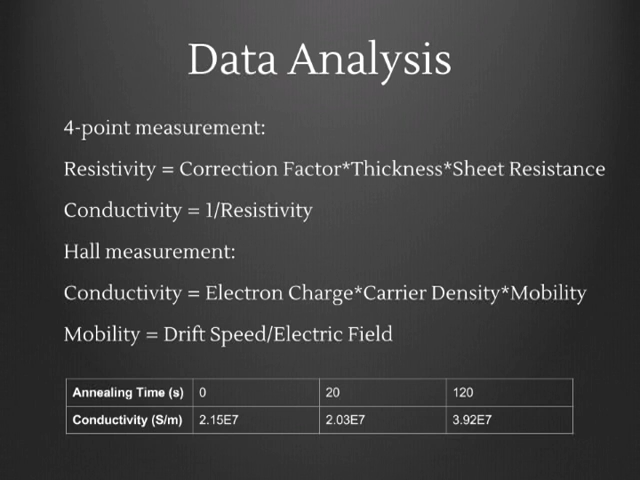 Data Analysis
4-point measurement:
Resistivity = Correction Factor*Thickness*Sheet Resistance
Conductivity = 1/Resistivity
Hall measurement:
Conductivity = Electron Charge*Carrier Density*Mobility
Mobility = Drift Speed/Electric Field
Annealing Time (s) 0 20 120
Conductivity (S/m) 2.15E7 2.03E7 3.92E7